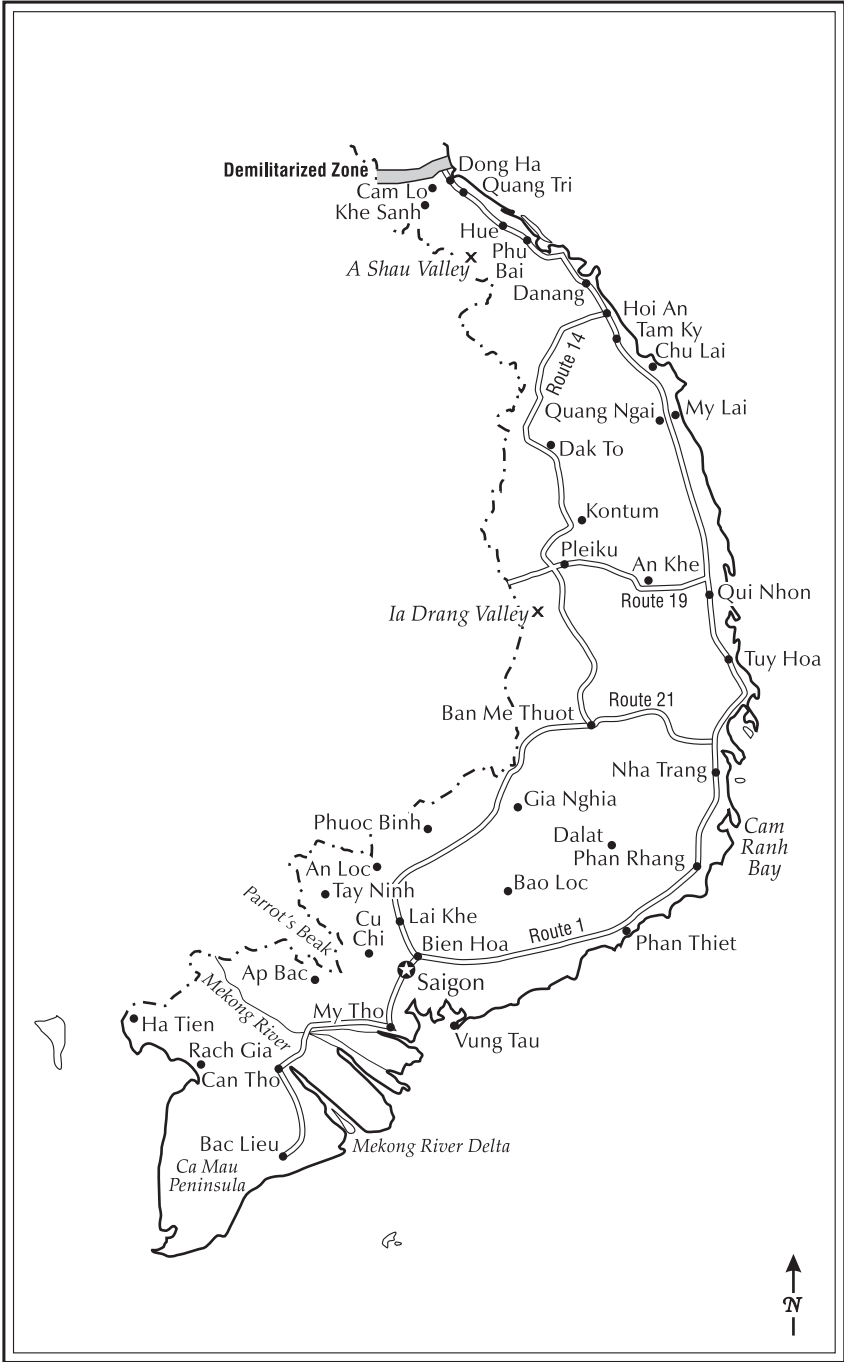 Demilitarized Zone
Dong Ha
Quang Tri
Cam Lo
Khe Sanh
Hue
Phu
Bai
A Shau Valley
Danang
Hoi An
Tam Ky
Chu Lai
Route 14
Quang Ngai
My Lai
Dak To
Kontum
Pleiku
An Khe
Route 19
Qui Nhon
Ia Drang Valley
Tuy Hoa
Ban Me Thuot
Route 21
Nha Trang
Gia Nghia
Phuoc Binh
Cam
Ranh
Bay
Dalat
Phan Rhang
An Loc
Tay Ninh
Bao Loc
Parrot's Beak
Cu
Chi
Lai Khe
Bien Hoa
Route 1
Phan Thiet
Ap Bac
Saigon
Mekong River
My Tho
Ha Tien
Vung Tau
Rach Gia
Can Tho
Bac Lieu
Mekong River Delta
Ca Mau
Peninsula
N